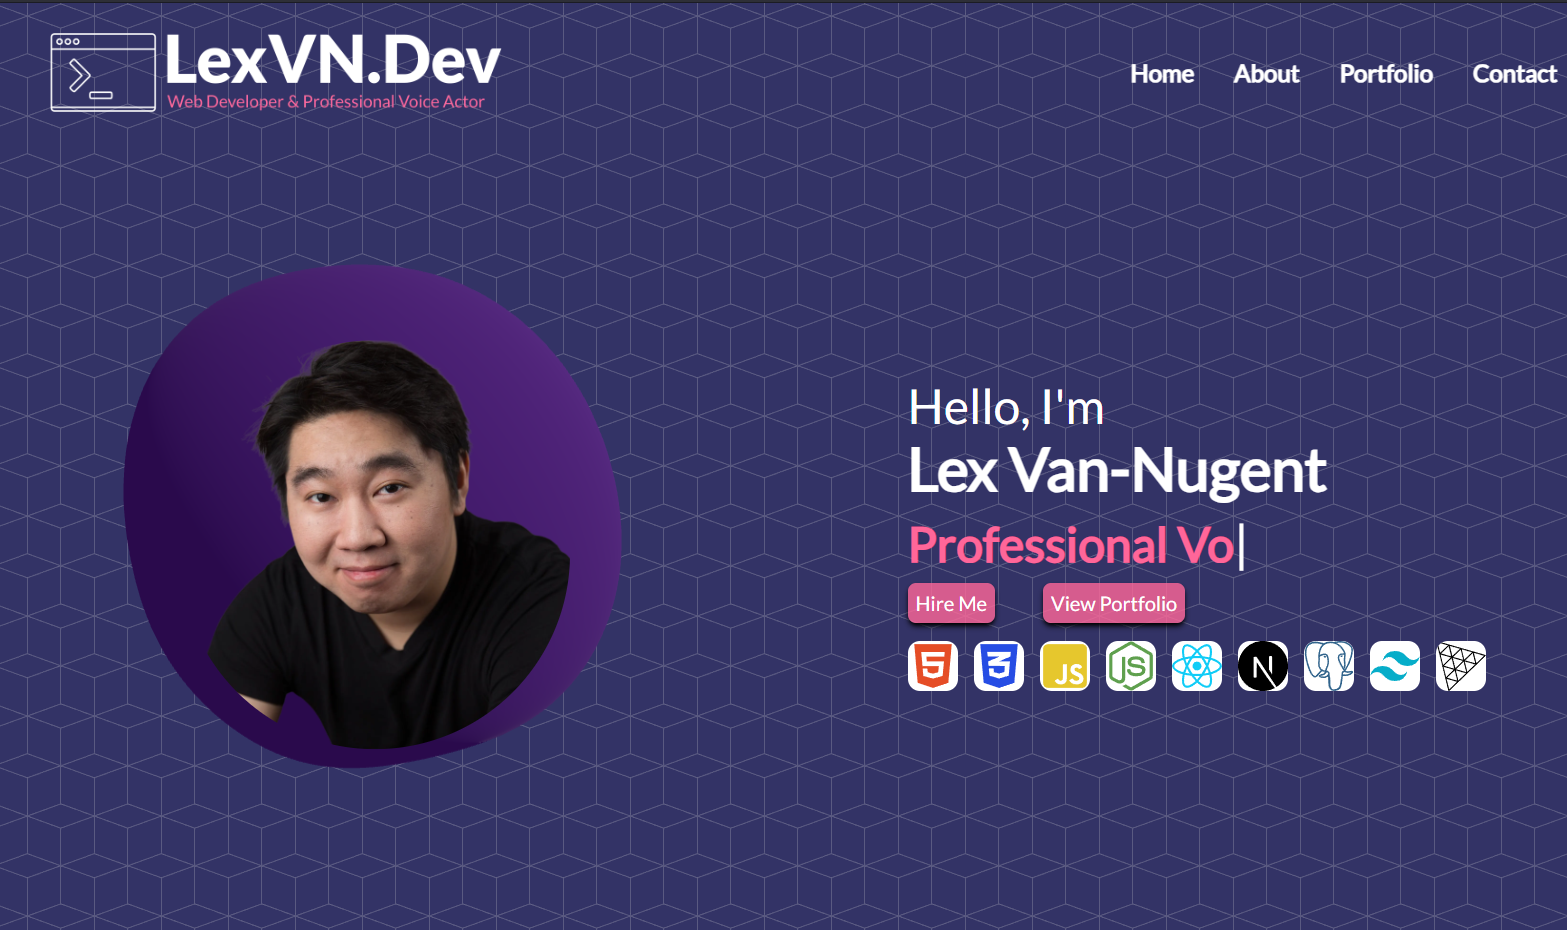 LexVN.Dev
Web Developer & Professional Voice Actor
Home About Portfolio Contact
Hello, I'm
Lex Van-Nugent
Professional Vo|
Hire Me View Portfolio
5 3 JS JS N